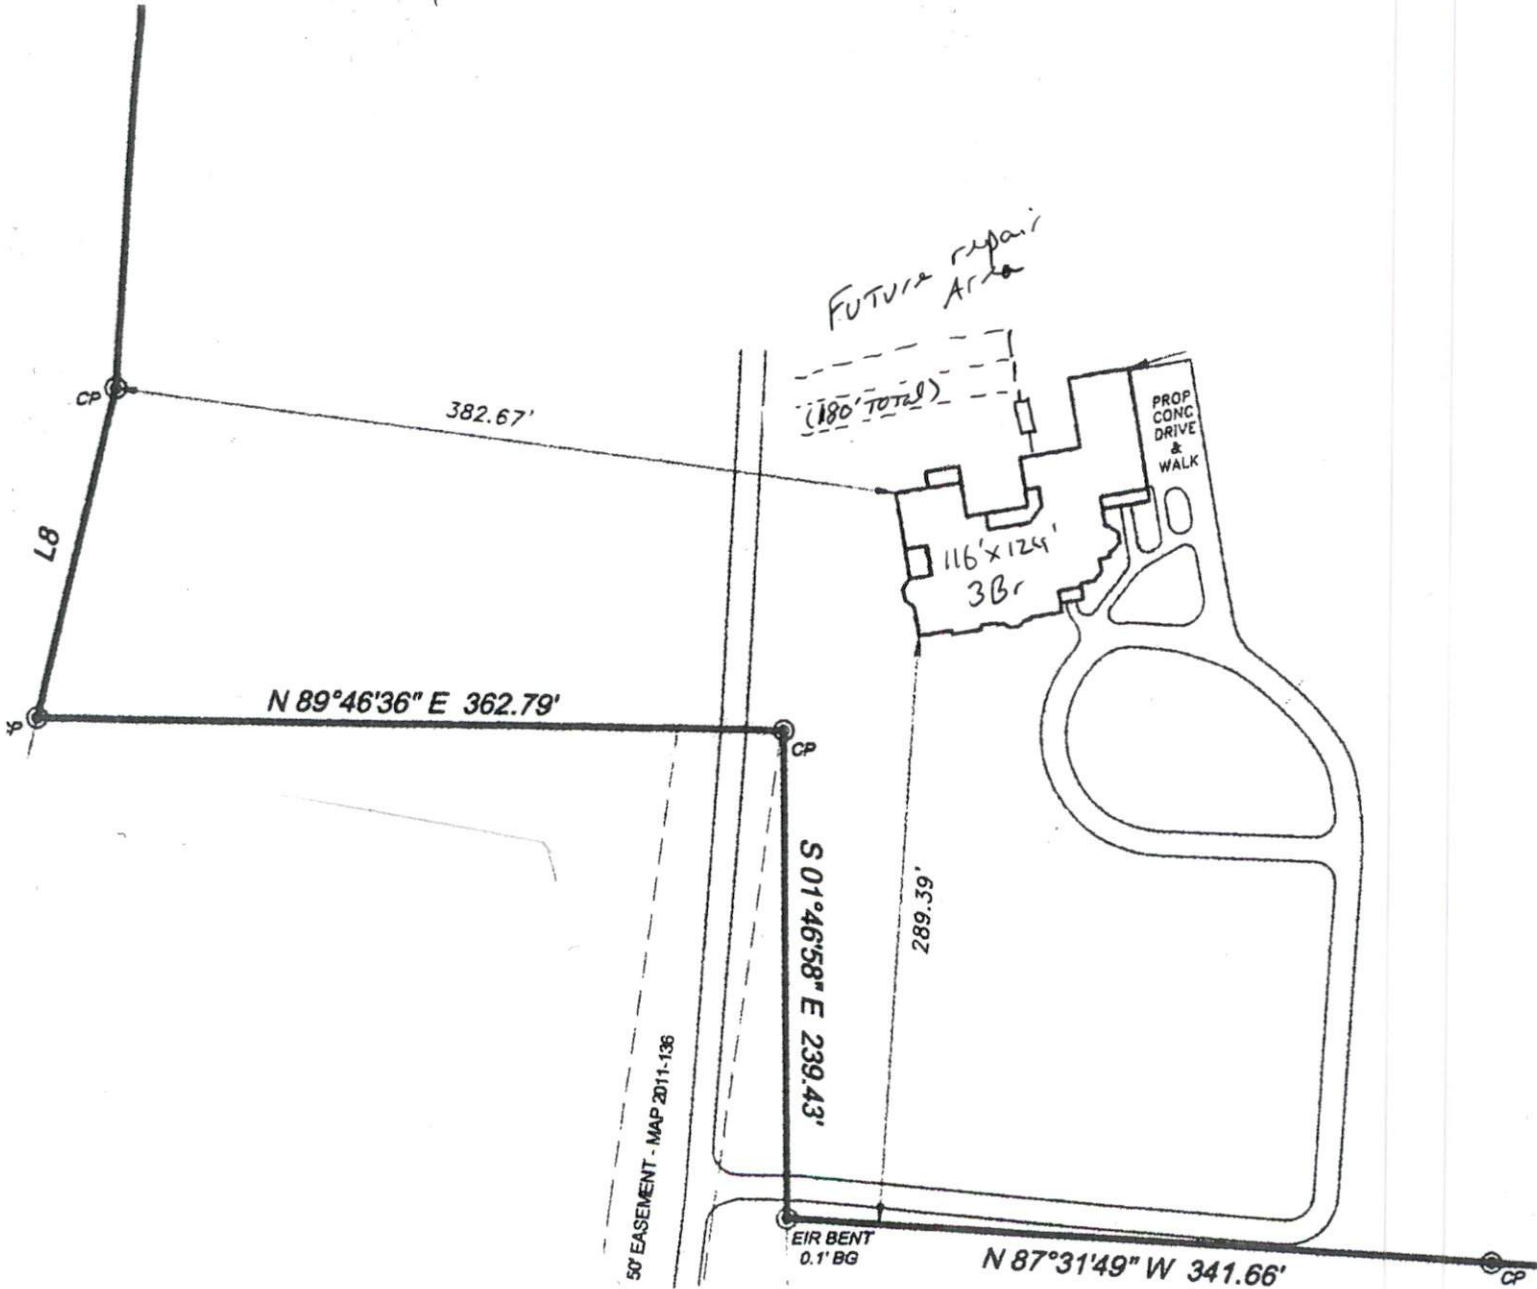 Future repair
Area
(180' Total)
CP
382.67'
PROP
CONC
DRIVE
&
WALK
L8
116' x 124'
3Br
N 89°46'36" E 362.79'
CP
S 01°46'58" E 239.43'
289.39'
50' EASEMENT - MAP 2011-136
EIR BENT
0.1' BG
N 87°31'49" W 341.66'
CP